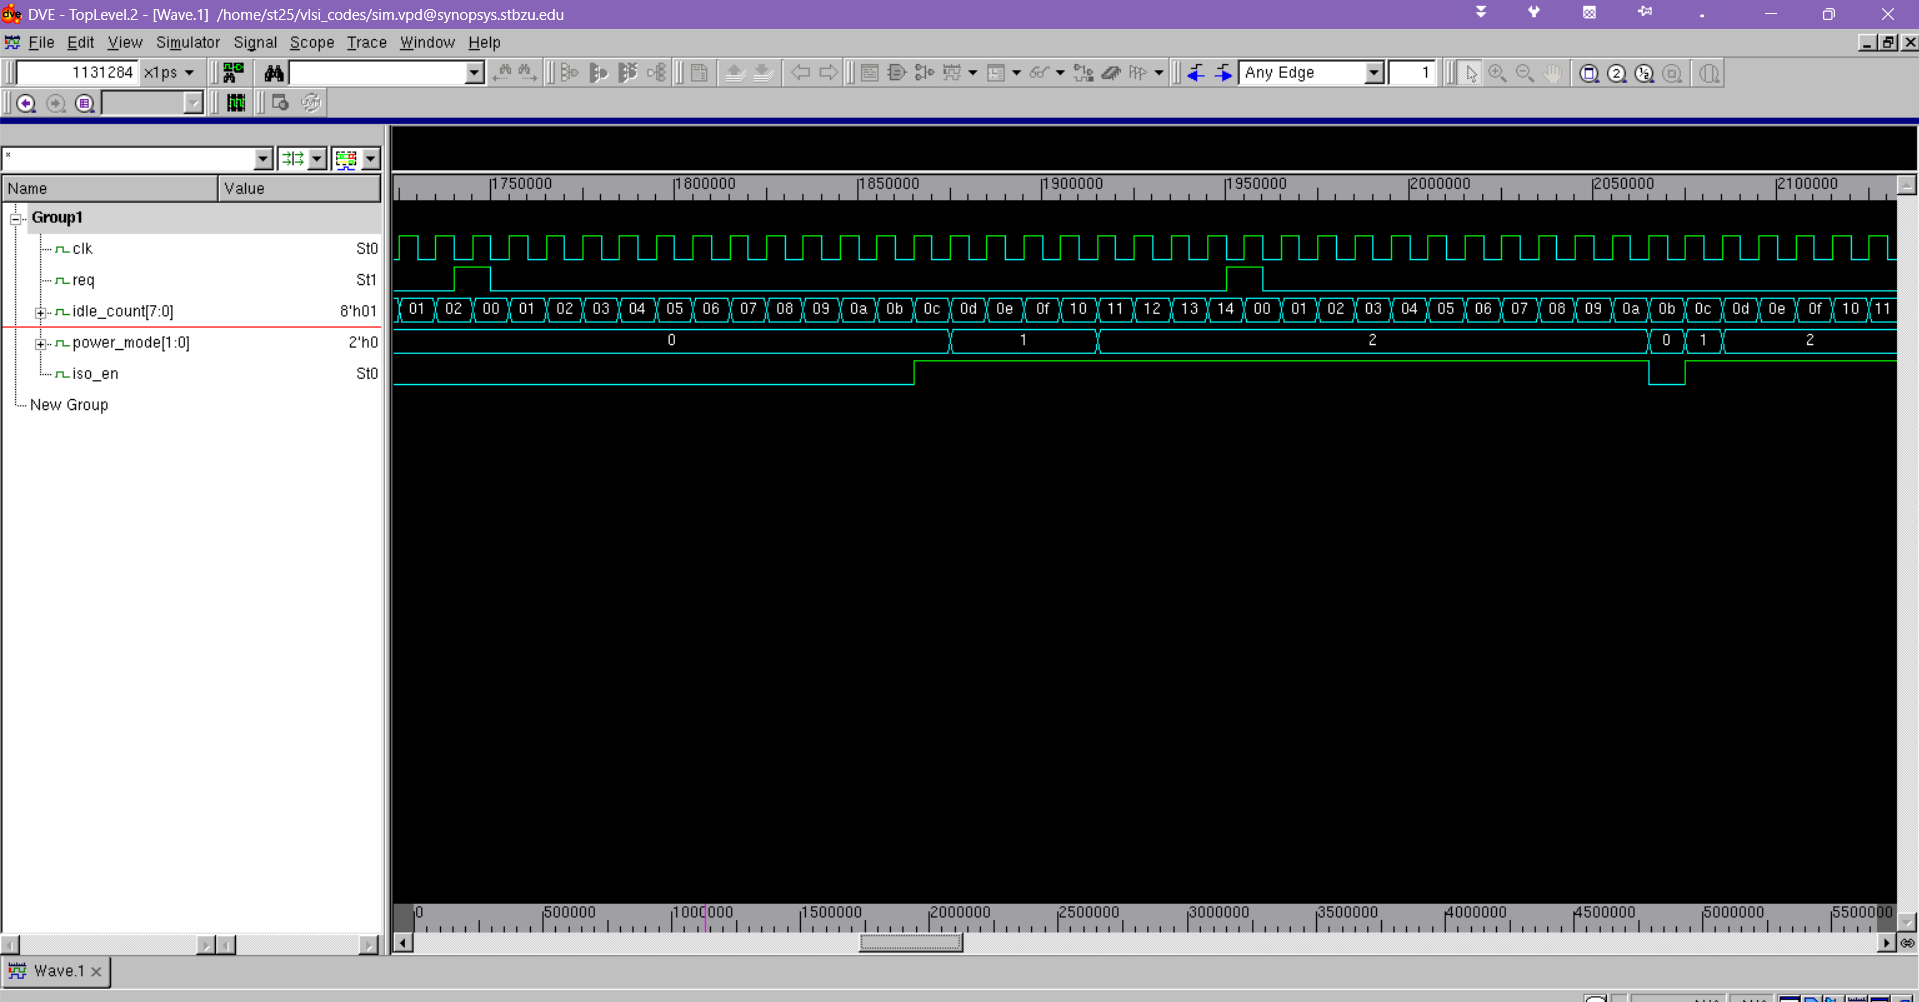 DVE - TopLevel.2 - [Wave.1] /home/st25/vlsi_codes/sim.vpd@synopsys.stbzu.edu
File Edit View Simulator Signal Scope Trace Window Help
1131284 x1ps Any Edge 1
*
Name Value
1750000 1800000 1850000 1900000 1950000 2000000 2050000 2100000
Group1
clk St0
req St1
idle_count[7:0] 8'h01 01 02 00 01 02 03 04 05 06 07 08 09 0a 0b 0c 0d 0e 0f 10 11 12 13 14 00 01 02 03 04 05 06 07 08 09 0a 0b 0c 0d 0e 0f 10 11
power_mode[1:0] 2'h0 0 1 2 0 1 2
iso_en St0
New Group
0 500000 1000000 1500000 2000000 2500000 3000000 3500000 4000000 4500000 5000000 5500000
Wave.1